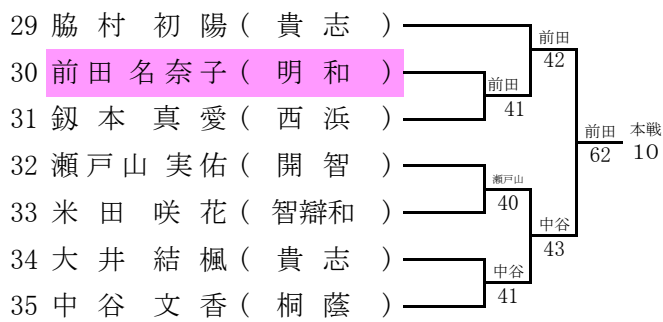 29 脇村 初陽(貴志)
前田
42
30 前田名奈子(明和)
前田
41
31 釼本 真愛(西浜)
前田 本戦
62 10
32 瀬戸山実佑(開智)
瀬戸山
40
33 米田 咲花(智辯和)
中谷
43
34 大井 結楓(貴志)
中谷
41
35 中谷 文香(桐蔭)